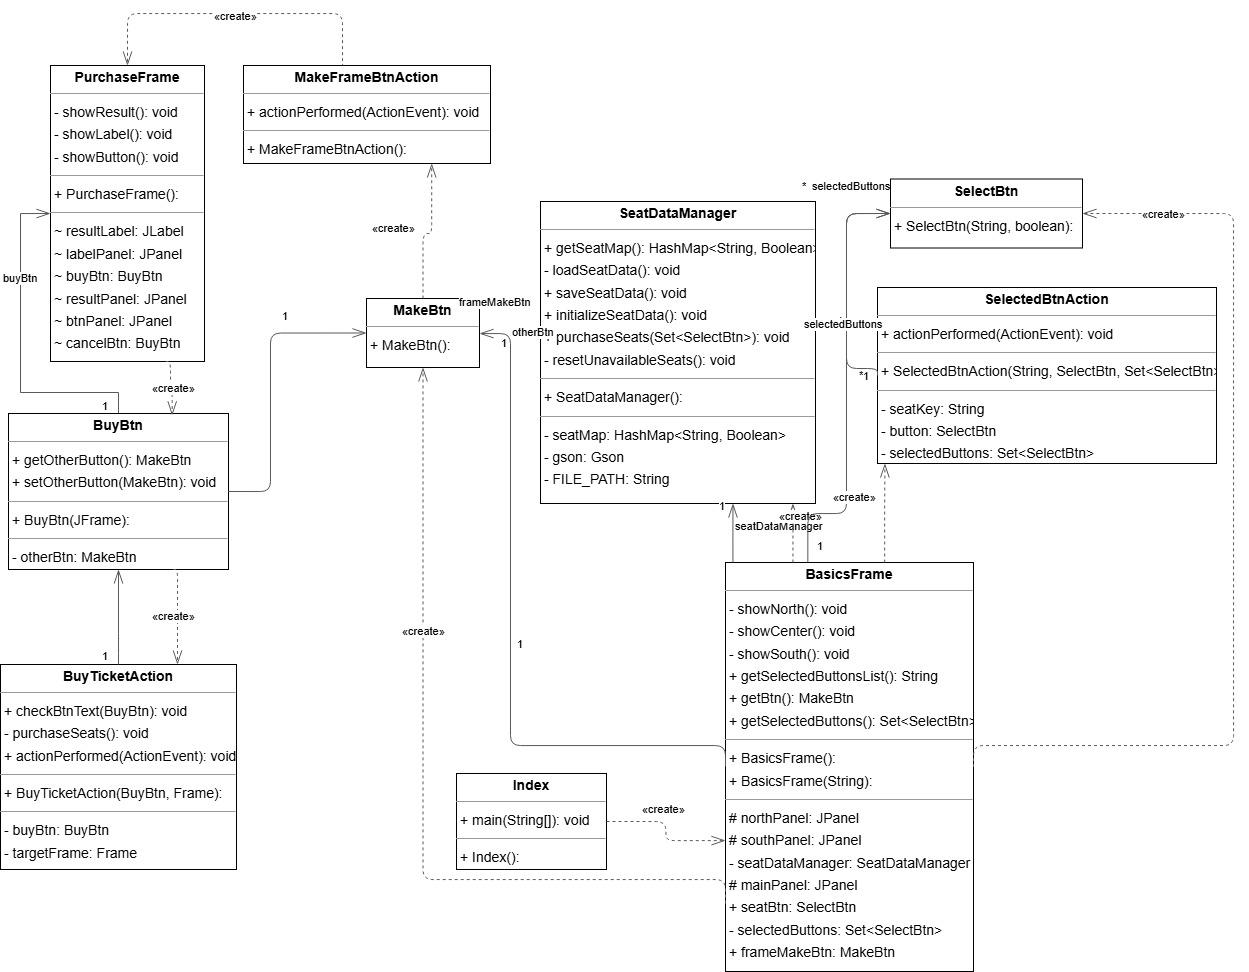 «create»
PurchaseFrame
- showResult(): void
- showLabel(): void
- showButton(): void
+ PurchaseFrame():
~ resultLabel: JLabel
~ labelPanel: JPanel
~ buyBtn: BuyBtn
~ resultPanel: JPanel
~ btnPanel: JPanel
~ cancelBtn: BuyBtn
MakeFrameBtnAction
+ actionPerformed(ActionEvent): void
+ MakeFrameBtnAction():
«create»
buyBtn
1
MakeBtn
+ MakeBtn():
frameMakeBtn
otherBtn
1
SeatDataManager
+ getSeatMap(): HashMap<String, Boolean>
- loadSeatData(): void
+ saveSeatData(): void
+ initializeSeatData(): void
+ purchaseSeats(Set<SelectBtn>): void
- resetUnavailableSeats(): void
+ SeatDataManager():
- seatMap: HashMap<String, Boolean>
- gson: Gson
- FILE_PATH: String
* selectedButtons
SelectBtn
+ SelectBtn(String, boolean):
«create»
SelectedBtnAction
+ actionPerformed(ActionEvent): void
+ SelectedBtnAction(String, SelectBtn, Set<SelectBtn>
- seatKey: String
- button: SelectBtn
- selectedButtons: Set<SelectBtn>
selectedButtons
*1
«create»
1
BuyBtn
+ getOtherButton(): MakeBtn
+ setOtherButton(MakeBtn): void
+ BuyBtn(JFrame):
- otherBtn: MakeBtn
«create»
1
«create»
«create»
seatDataManager
1
1
«create»
BuyTicketAction
+ checkBtnText(BuyBtn): void
- purchaseSeats(): void
+ actionPerformed(ActionEvent): void
+ BuyTicketAction(BuyBtn, Frame):
- buyBtn: BuyBtn
- targetFrame: Frame
«create»
1
Index
+ main(String[]): void
+ Index():
«create»
BasicsFrame
- showNorth(): void
- showCenter(): void
- showSouth(): void
+ getSelectedButtonsList(): String
+ getBtn(): MakeBtn
+ getSelectedButtons(): Set<SelectBtn>
+ BasicsFrame():
+ BasicsFrame(String):
# northPanel: JPanel
# southPanel: JPanel
- seatDataManager: SeatDataManager
# mainPanel: JPanel
+ seatBtn: SelectBtn
- selectedButtons: Set<SelectBtn>
+ frameMakeBtn: MakeBtn